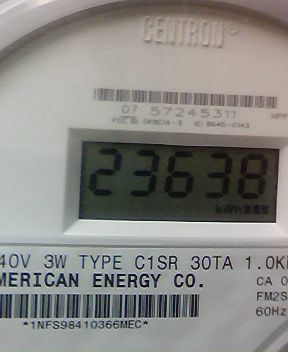 CENTRON®
07 57245311
23638
kWh
40V 3W TYPE C1SR 30TA 1.0K
MERICAN ENERGY CO.
CA 0
FM2S
60Hz
*1NFS98410366MEC*